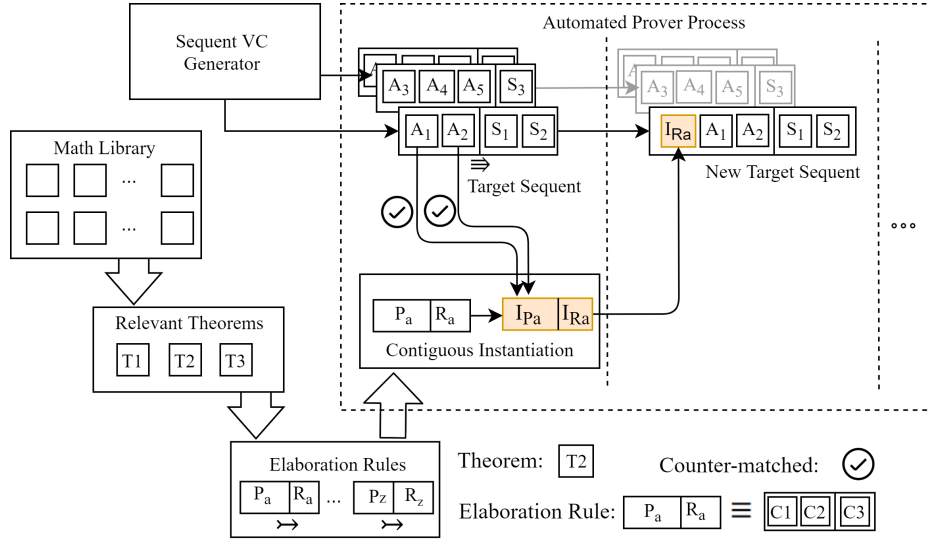 Automated Prover Process
Sequent VC
Generator
A
A3 A4 A5 S3
A
A3 A4 A5 S3
A1 A2 S1 S2
IRa A1 A2 S1 S2
⇛
Target Sequent
New Target Sequent
Math Library
...
...
Relevant Theorems
T1 T2 T3
Pa Ra
IPa IRa
Contiguous Instantiation
Elaboration Rules
Pa Ra ... Pz Rz
Theorem: T2
Counter-matched:
Elaboration Rule: Pa Ra ≡ C1 C2 C3